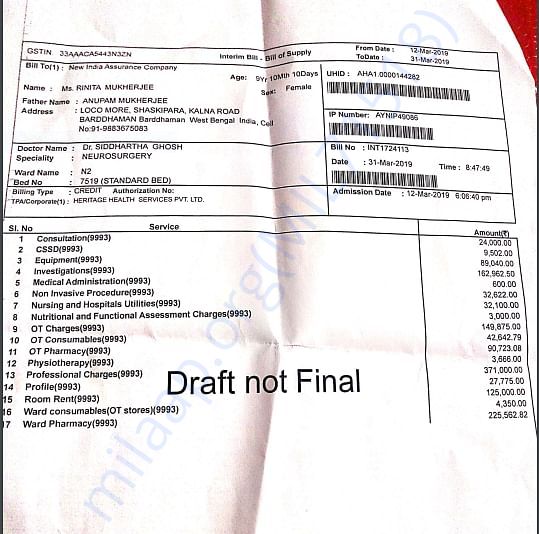 GSTIN: 33AAACA5443N3ZN Interim Bill - Bill of Supply From Date : 12-Mar-2019
ToDate : 31-Mar-2019
Bill To(1) : New India Assurance Company
Age: 9Yr 10Mth 10Days UHID : AHA1.0000144282
Name : Ms. RINITA MUKHERJEE Sex: Female
Father Name : ANUPAM MUKHERJEE
Address : LOCO MORE, SHASKIPARA, KALNA ROAD
BARDDHAMAN Barddhaman West Bengal India, Cell
No:91-9883675083
IP Number: AYNIP49086
Doctor Name : Dr. SIDDHARTHA GHOSH
Speciality : NEUROSURGERY
Bill No : INT1724113
Date : 31-Mar-2019 Time : 8:47:49
Ward Name : N2
Bed No : 7519 (STANDARD BED)
Billing Type : CREDIT Authorization No:
TPA/Corporate(1) : HERITAGE HEALTH SERVICES PVT. LTD.
Admission Date : 12-Mar-2019 6:06:40 pm
Sl. No Service Amount(₹)
1 Consultation(9993) 24,000.00
2 CSSD(9993) 9,502.00
3 Equipment(9993) 89,040.00
4 Investigations(9993) 162,962.50
5 Medical Administration(9993) 600.00
6 Non Invasive Procedure(9993) 32,622.00
7 Nursing and Hospitals Utilities(9993) 32,100.00
8 Nutritional and Functional Assessment Charges(9993) 3,000.00
9 OT Charges(9993) 149,875.00
10 OT Consumables(9993) 42,642.79
11 OT Pharmacy(9993) 90,723.08
12 Physiotherapy(9993) 3,666.00
13 Professional Charges(9993) 371,000.00
14 Profile(9993) 27,775.00
15 Room Rent(9993) 125,000.00
16 Ward consumables(OT stores)(9993) 4,350.00
17 Ward Pharmacy(9993) 225,562.82
Draft not Final